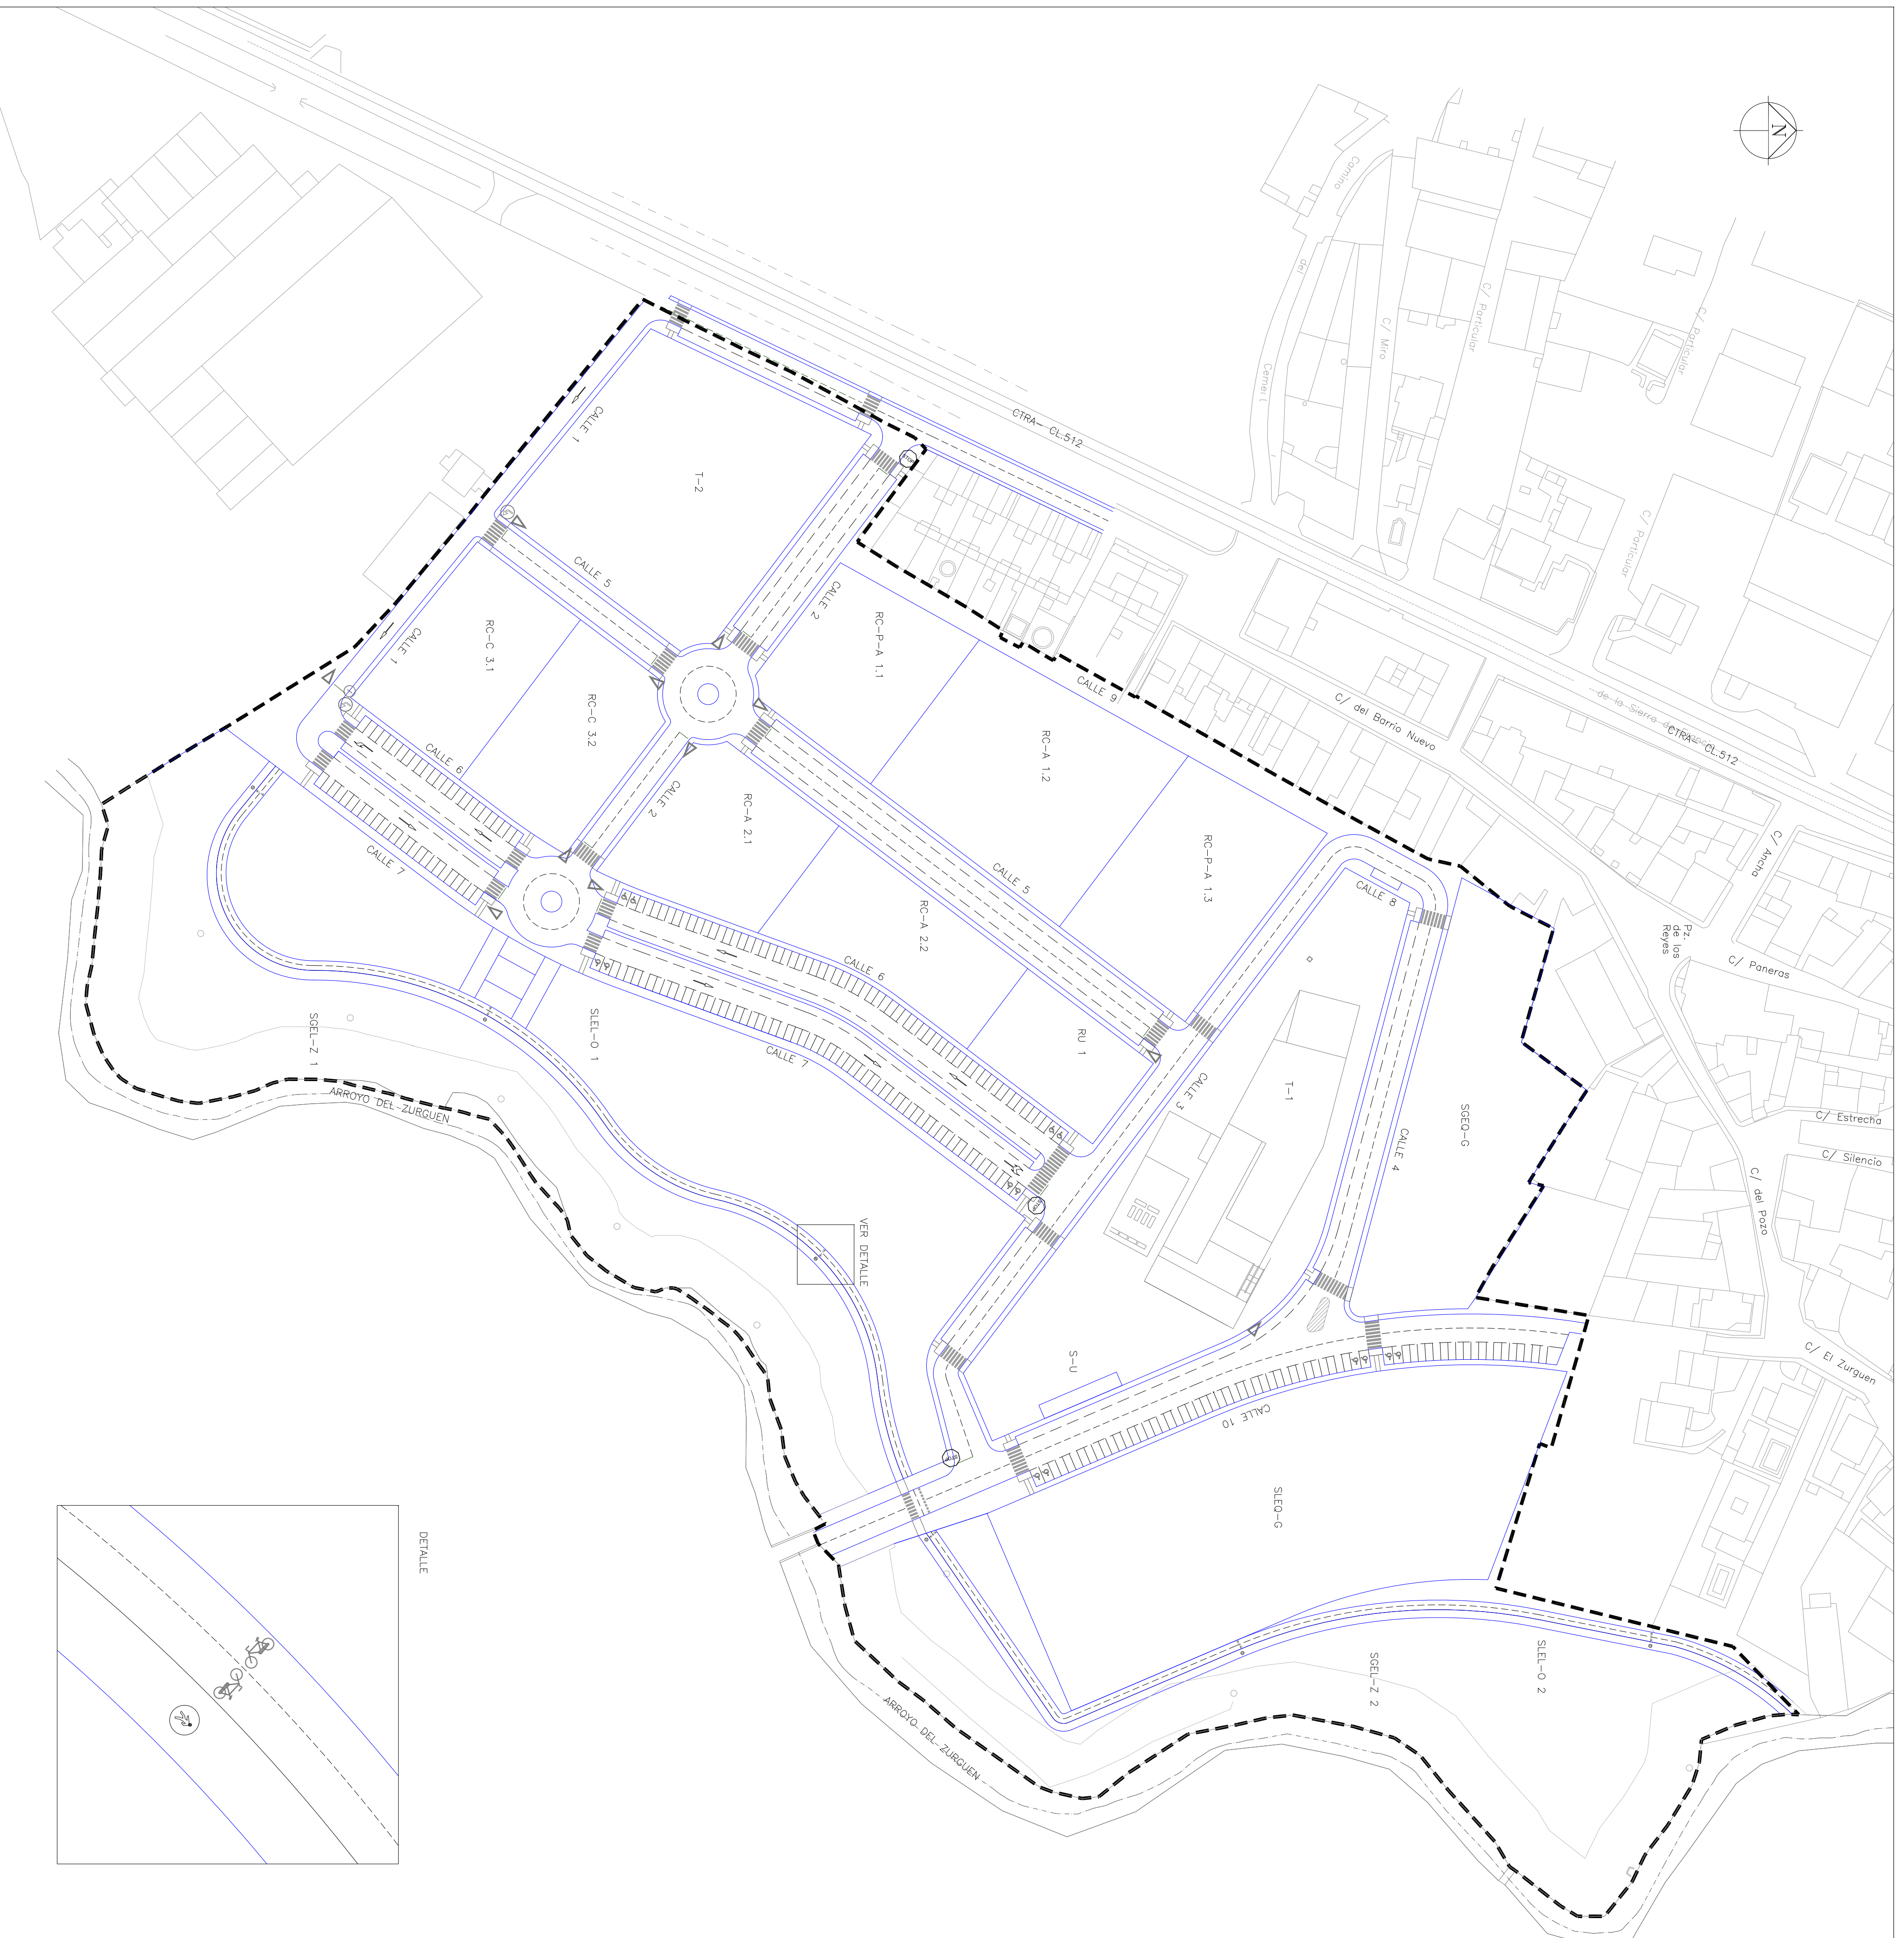 N
Camino
del
C/ Particular
C/ Miro
C/ Particular
C/ Particular
CTRA- CL.512
CALLE 1
T-2
STOP
CALLE 5
CALLE 2
RC-P-A 1.1
RC-C 3.1
CALLE 1
RC-C 3.2
CALLE 9
C/ del Barrio Nuevo
CTRA- CL.512
RC-A 1.2
CALLE 6
CALLE 2
RC-A 2.1
C/ Ancha
CALLE 7
CALLE 5
RC-P-A 1.3
CALLE 8
Pz.
de los
Reyes
C/ Paneras
RC-A 2.2
CALLE 6
SGEL-Z 1
SLEL-O 1
CALLE 7
RU 1
CALLE 3
T-1
SGEQ-G
CALLE 4
C/ Estrecha
C/ Silencio
C/ del Pozo
ARROYO DEL ZURGUEN
VER DETALLE
STOP
C/ El Zurguen
S-U
CALLE 10
STOP
SLEQ-G
DETALLE
SGEL-Z 2
SLEL-O 2
ARROYO DEL ZURGUEN